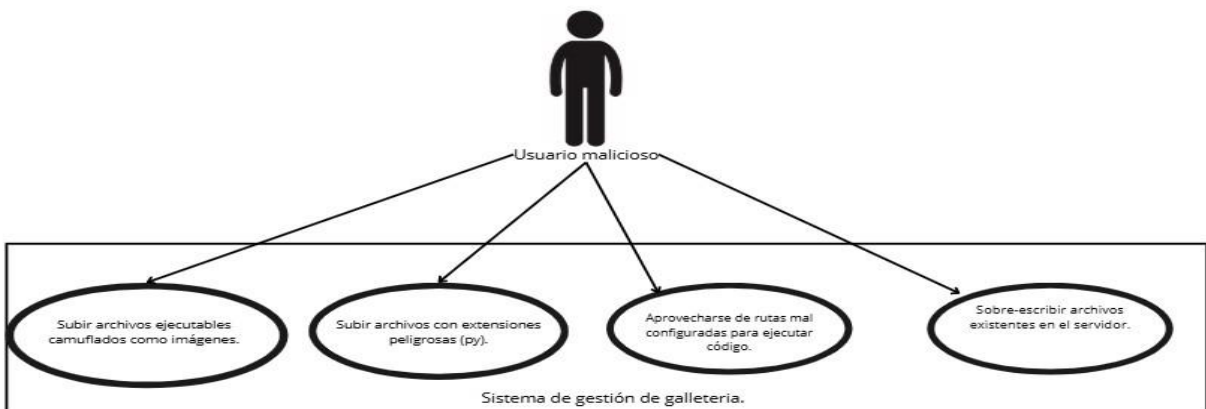 Usuario malicioso
Subir archivos ejecutables
camuflados como imágenes.
Subir archivos con extensiones
peligrosas (py).
Aprovecharse de rutas mal
configuradas para ejecutar
código.
Sobre-escribir archivos
existentes en el servidor.
Sistema de gestión de galleteria.